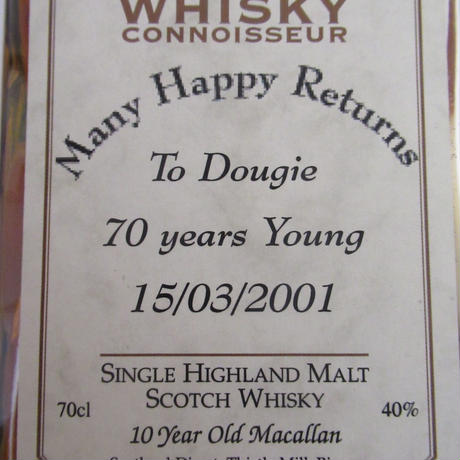 WHISKY
CONNOISSEUR
Many Happy Returns
To Dougie
70 years Young
15/03/2001
SINGLE HIGHLAND MALT
SCOTCH WHISKY
70cl
40%
10 Year Old Macallan